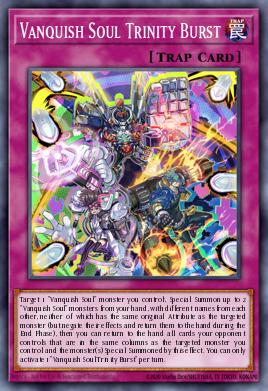 Vanquish Soul Trinity Burst
TRAP
[Trap Card]
Target 1 "Vanquish Soul" monster you control. Special Summon up to 2
"Vanquish Soul" monsters from your hand, with different names from each
other, neither of which has the same original Attribute as the targeted
monster (but negate their effects and return them to the hand during the
End Phase), then you can return to the hand all cards your opponent
controls that are in the same columns as the targeted monster you
control and the monster(s) Special Summoned by this effect. You can only
activate 1 "Vanquish Soul Trinity Burst" per turn.